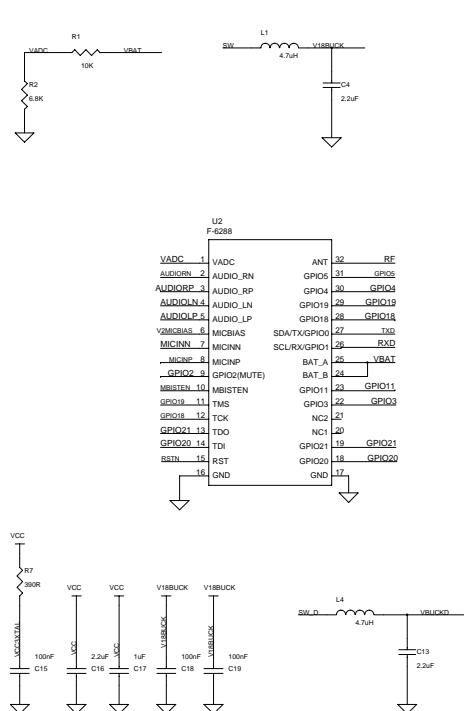 R1
VADC VBAT
10K
R2
6.8K
L1
SW V18BUCK
4.7uH
C4
2.2uF
U2
F-6288
VADC 1 VADC ANT 32 RF
AUDIORN 2 AUDIO_RN GPIO5 31 GPIO5
AUDIORP 3 AUDIO_RP GPIO4 30 GPIO4
AUDIOLN 4 AUDIO_LN GPIO19 29 GPIO19
AUDIOLP 5 AUDIO_LP GPIO18 28 GPIO18
V2MICBIAS 6 MICBIAS SDA/TX/GPIO0 27 TXD
MICINN 7 MICINN SCL/RX/GPIO1 26 RXD
MICINP 8 MICINP BAT_A 25 VBAT
GPIO2 9 GPIO2(MUTE) BAT_B 24
MBISTEN 10 MBISTEN GPIO11 23 GPIO11
GPIO19 11 TMS GPIO3 22 GPIO3
GPIO18 12 TCK NC2 21
GPIO21 13 TDO NC1 20
GPIO20 14 TDI GPIO21 19 GPIO21
RSTN 15 RST GPIO20 18 GPIO20
16 GND GND 17
VCC
R7
390R
VCC3XTAL
100nF
C15
VCC
VCC
2.2uF
C16
VCC
VCC
1uF
C17
V18BUCK
V18BUCK
100nF
C18
V18BUCK
V18BUCK
100nF
C19
L4
SW_D VBUCKD
4.7uH
C13
2.2uF